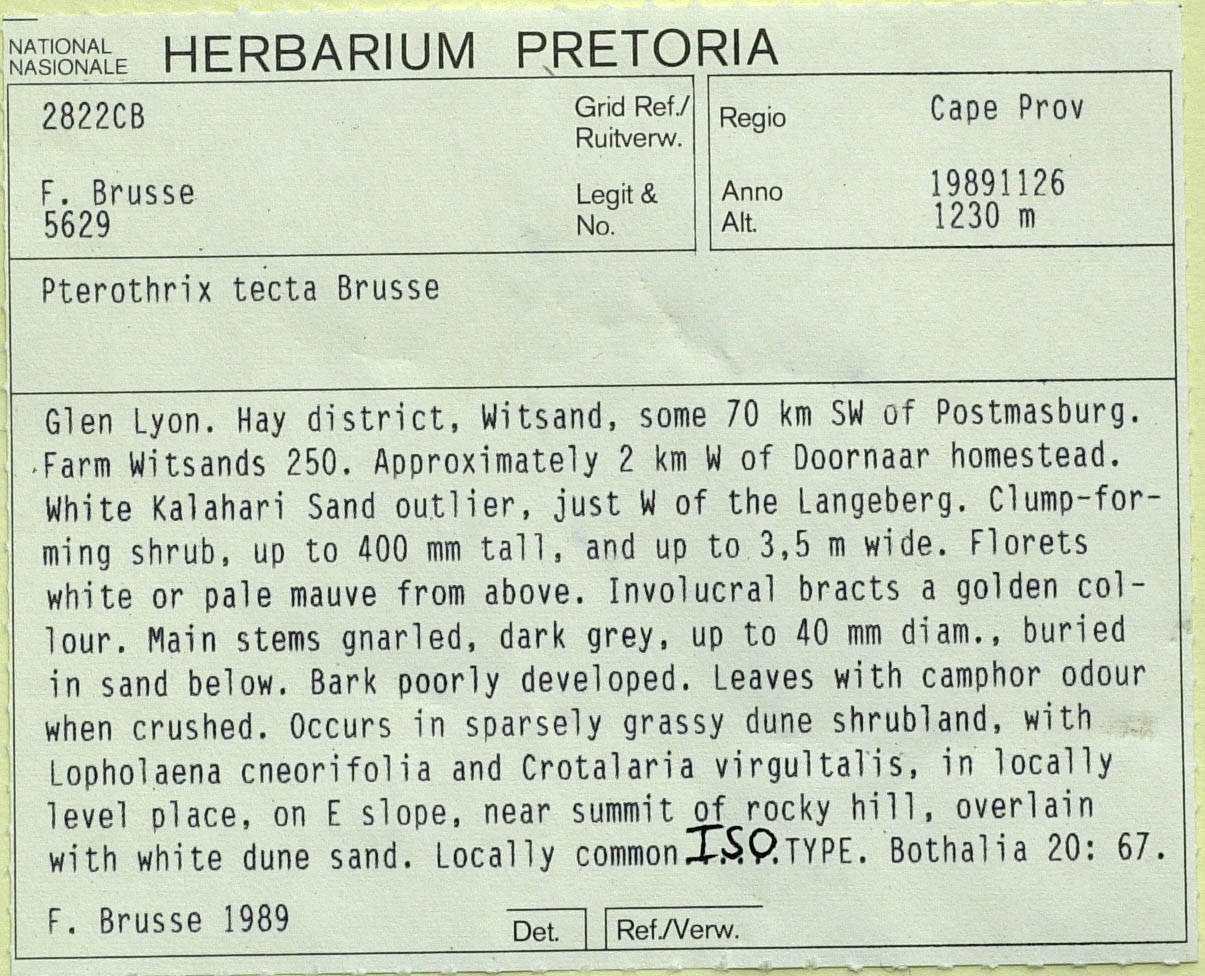 NATIONAL
NASIONALE
HERBARIUM PRETORIA
2822CB
Grid Ref./
Ruitverw.
Regio
Cape Prov
F. Brusse
5629
Legit &
No.
Anno
19891126
Alt.
1230 m
Pterothrix tecta Brusse
Glen Lyon. Hay district, Witsand, some 70 km SW of Postmasburg.
Farm Witsands 250. Approximately 2 km W of Doornaar homestead.
White Kalahari Sand outlier, just W of the Langeberg. Clump-for-
ming shrub, up to 400 mm tall, and up to 3,5 m wide. Florets
white or pale mauve from above. Involucral bracts a golden col-
lour. Main stems gnarled, dark grey, up to 40 mm diam., buried
in sand below. Bark poorly developed. Leaves with camphor odour
when crushed. Occurs in sparsely grassy dune shrubland, with
Lopholaena cneorifolia and Crotalaria virgultalis, in locally
level place, on E slope, near summit of rocky hill, overlain
with white dune sand. Locally common I.S.O.TYPE. Bothalia 20: 67.
F. Brusse 1989
Det.
Ref./Verw.